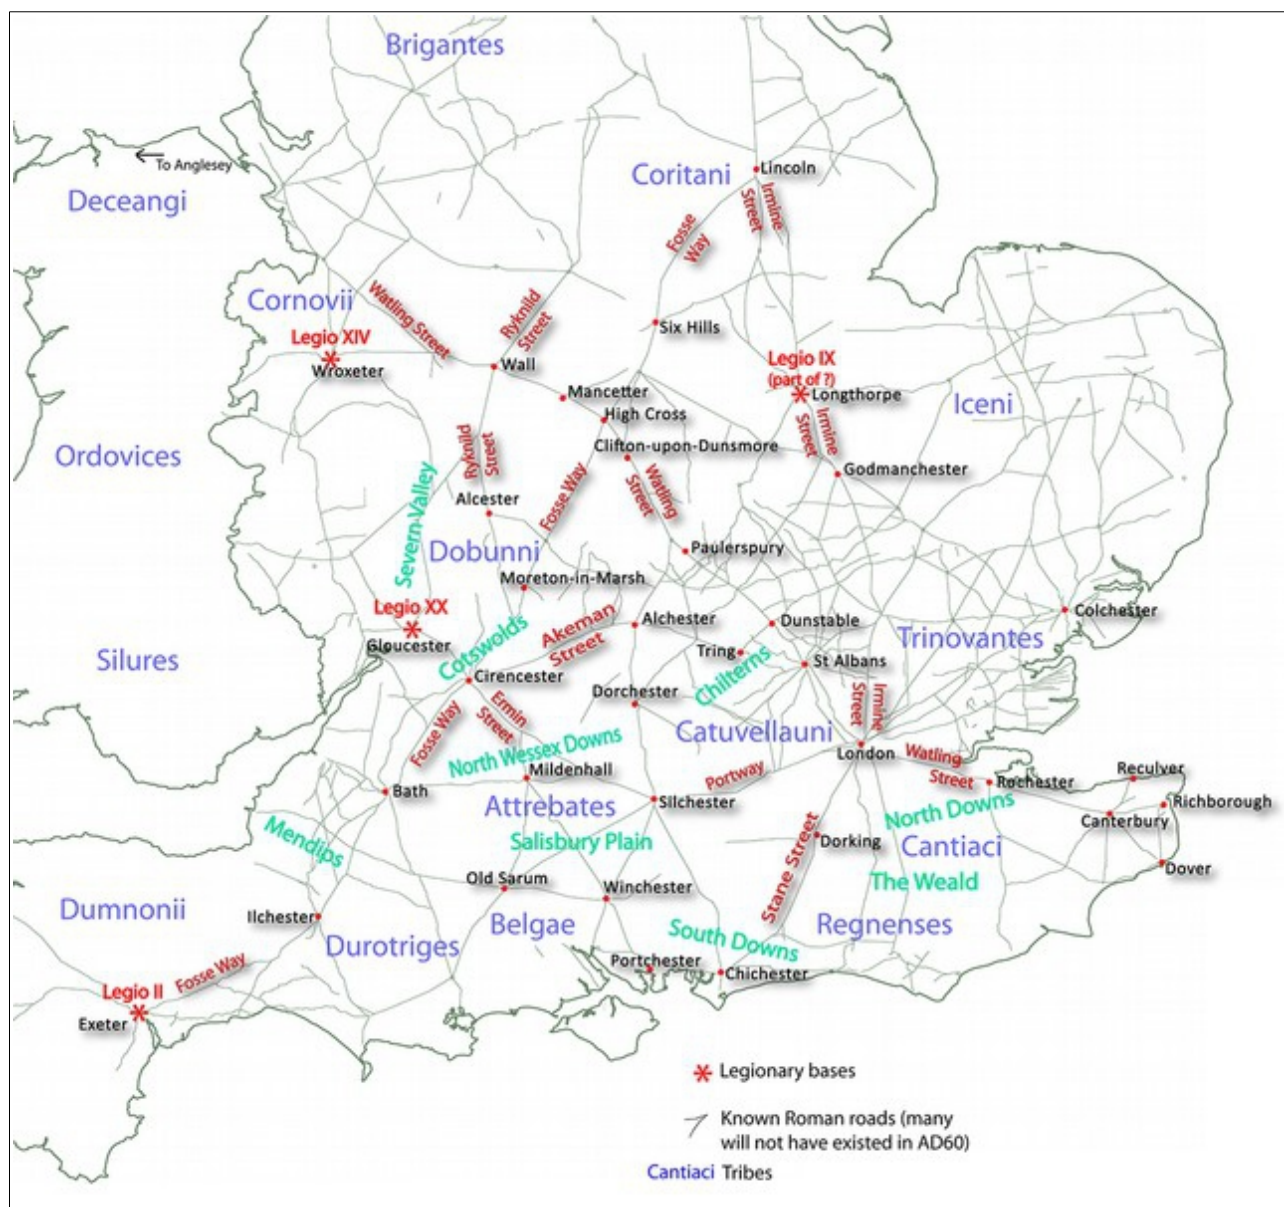 Brigantes
To Anglesey
Deceangi
Coritani
Lincoln
Irmine
Street
Fosse
Way
Cornovii
Watling Street
Ryknild
Street
Legio XIV
Wroxeter
Six Hills
Wall
Legio IX
(part of ?)
Longthorpe
Mancetter
High Cross
Iceni
Clifton-upon-Dunsmore
Irmine
Street
Ordovices
Ryknild
Street
Godmanchester
Severn Valley
Fosse Way
Watling
Street
Alcester
Dobunni
Paulerspury
Moreton-in-Marsh
Legio XX
Gloucester
Akeman
Street
Alchester
Dunstable
Colchester
Trinovantes
Silures
Cotswolds
Tring
St Albans
Chilterns
Cirencester
Dorchester
Irmine
Street
Ermin
Street
Fosse Way
Catuvellauni
North Wessex Downs
London
Watling
Street
Mildenhall
Portway
Rochester
Reculver
Bath
Attrebates
Silchester
North Downs
Richborough
Canterbury
Mendips
Salisbury Plain
Stane Street
Dorking
Cantiaci
Dover
Old Sarum
Winchester
The Weald
Dumnonii
Ilchester
Belgae
Regnenses
Durotriges
South Downs
Fosse Way
Portchester
Chichester
Legio II
Exeter
Legionary bases
Known Roman roads (many
will not have existed in AD60)
Cantiaci Tribes